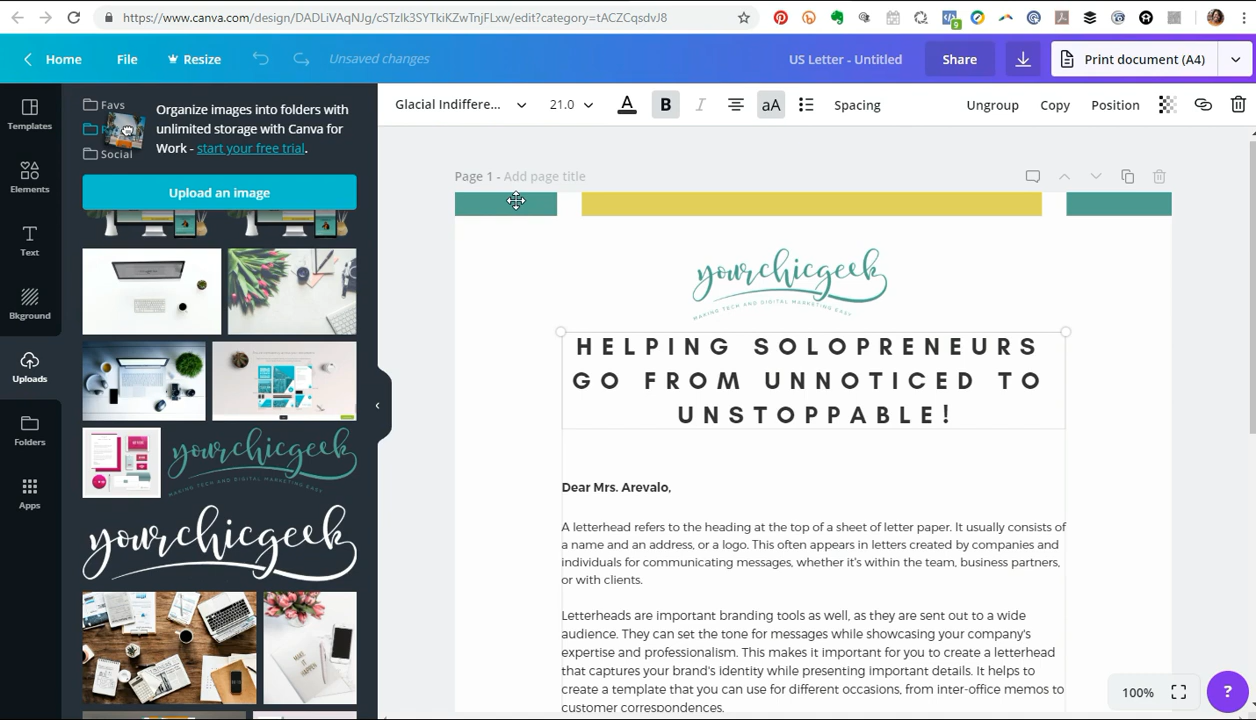 https://www.canva.com/design/DADLiVAqNJg/cSTzlk3SYTkiKZwTnjFLxw/edit?category=tACZCqsdvJ8
9
Home
File
Resize
Unsaved changes
US Letter - Untitled
Share
Print document (A4)
Templates
Elements
Text
Bkground
Uploads
Folders
Apps
Favs
Social
Organize images into folders with
unlimited storage with Canva for
Work - start your free trial.
Upload an image
yourchicgeek
MAKING TECH AND DIGITAL MARKETING EASY
yourchicgeek
Glacial Indiffere...
21.0
A
B
I
aA
Spacing
Ungroup
Copy
Position
Page 1 - Add page title
yourchicgeek
MAKING TECH AND DIGITAL MARKETING EASY
HELPING SOLOPRENEURS
GO FROM UNNOTICED TO
UNSTOPPABLE!
Dear Mrs. Arevalo,
A letterhead refers to the heading at the top of a sheet of letter paper. It usually consists of
a name and an address, or a logo. This often appears in letters created by companies and
individuals for communicating messages, whether it's within the team, business partners,
or with clients.
Letterheads are important branding tools as well, as they are sent out to a wide
audience. They can set the tone for messages while showcasing your company's
expertise and professionalism. This makes it important for you to create a letterhead
that captures your brand's identity while presenting important details. It helps to
create a template that you can use for different occasions, from inter-office memos to
customer correspondences.
100%
?